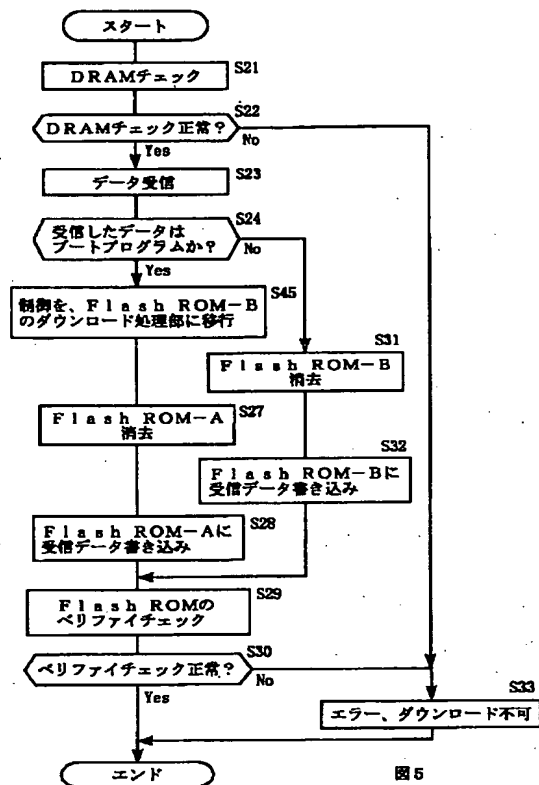 スタート
DRAMチェック
S21
DRAMチェック正常?
S22
No
Yes
データ受信
S23
受信したデータは
ブートプログラムか?
S24
No
Yes
制御を、Flash ROM-B
のダウンロード処理部に移行
S45
Flash ROM-B
消去
S31
Flash ROM-A
消去
S27
Flash ROM-Bに
受信データ書き込み
S32
Flash ROM-Aに
受信データ書き込み
S28
Flash ROMの
ベリファイチェック
S29
ベリファイチェック正常?
S30
No
Yes
エラー、ダウンロード不可
S33
エンド
図5